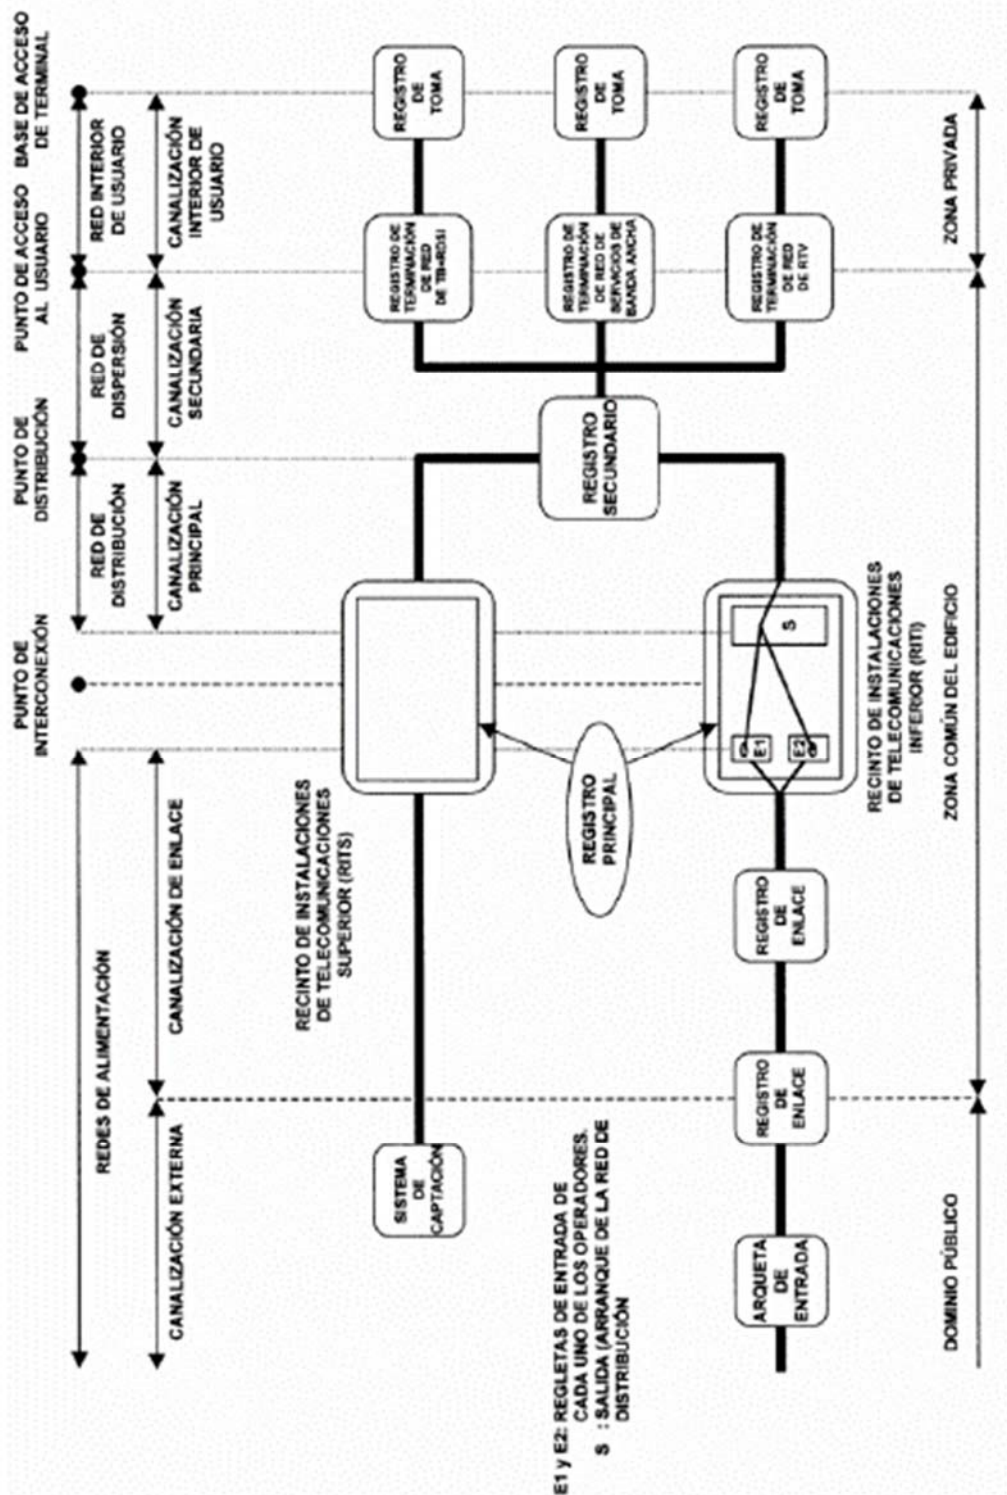 REDES DE ALIMENTACIÓN
PUNTO DE
INTERCONEXIÓN
RED DE
DISTRIBUCIÓN
PUNTO DE
DISTRIBUCIÓN
RED DE
DISPERSIÓN
PUNTO DE ACCESO
AL USUARIO
RED INTERIOR
DE USUARIO
BASE DE ACCESO
DE TERMINAL
CANALIZACIÓN EXTERNA
CANALIZACIÓN DE ENLACE
CANALIZACIÓN
PRINCIPAL
CANALIZACIÓN
SECUNDARIA
CANALIZACIÓN
INTERIOR DE
USUARIO
SISTEMA
DE
CAPTACIÓN
RECINTO DE INSTALACIONES
DE TELECOMUNICACIONES
SUPERIOR (RITS)
REGISTRO DE
TERMINACIÓN
DE RED
DE TB+RDSI
REGISTRO
DE
TOMA
REGISTRO
PRINCIPAL
REGISTRO
SECUNDARIO
REGISTRO DE
TERMINACIÓN
DE RED DE
SERVICIOS DE
BANDA ANCHA
REGISTRO
DE
TOMA
E1 y E2: REGLETAS DE ENTRADA DE
CADA UNO DE LOS OPERADORES.
S : SALIDA (ARRANQUE DE LA RED DE
DISTRIBUCIÓN
ARQUETA
DE
ENTRADA
REGISTRO
DE
ENLACE
REGISTRO
DE
ENLACE
E1
E2
S
REGISTRO DE
TERMINACIÓN
DE RED
DE RTV
REGISTRO
DE
TOMA
RECINTO DE INSTALACIONES
DE TELECOMUNICACIONES
INFERIOR (RITI)
DOMINIO PÚBLICO
ZONA COMÚN DEL EDIFICIO
ZONA PRIVADA